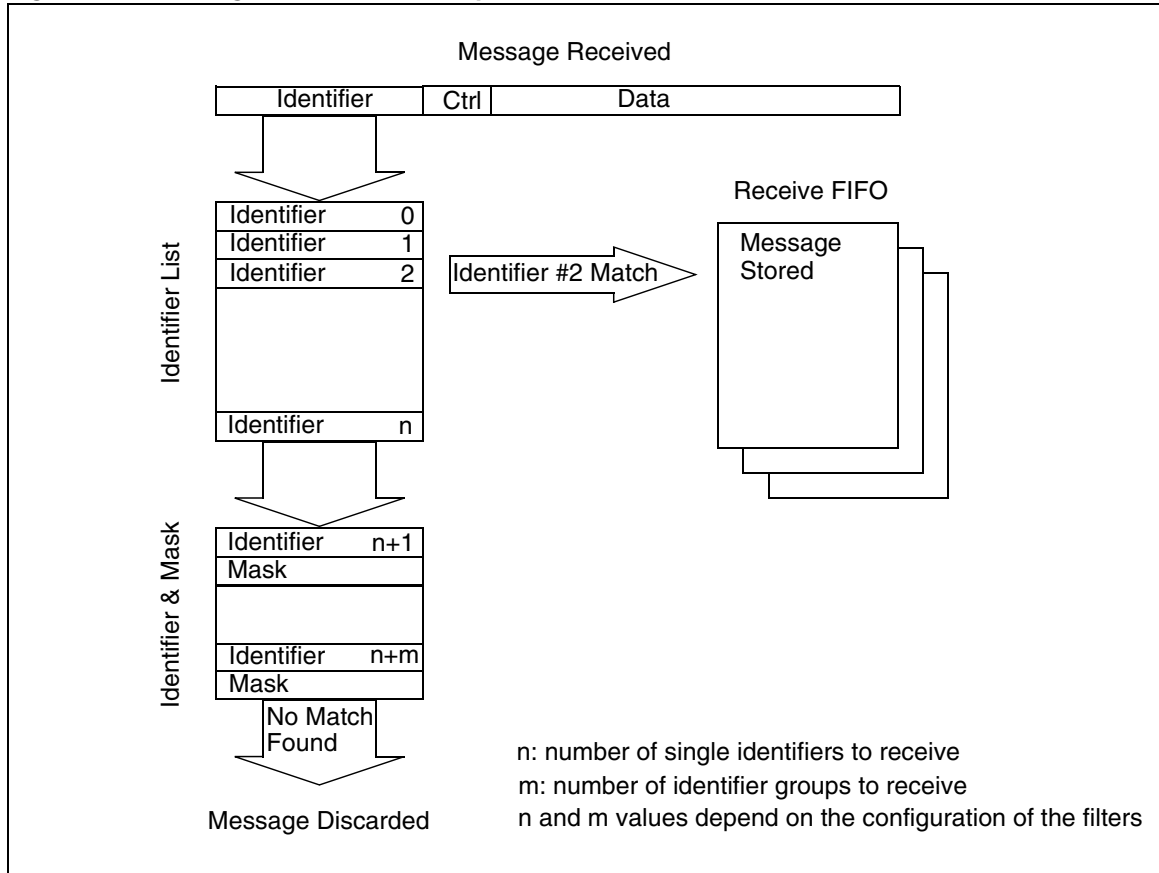 Message Received
Identifier Ctrl Data
Receive FIFO
Identifier List
Identifier 0
Identifier 1
Identifier 2
Identifier n
Identifier #2 Match
Message
Stored
Identifier & Mask
Identifier n+1
Mask
Identifier n+m
Mask
No Match
Found
Message Discarded
n: number of single identifiers to receive
m: number of identifier groups to receive
n and m values depend on the configuration of the filters